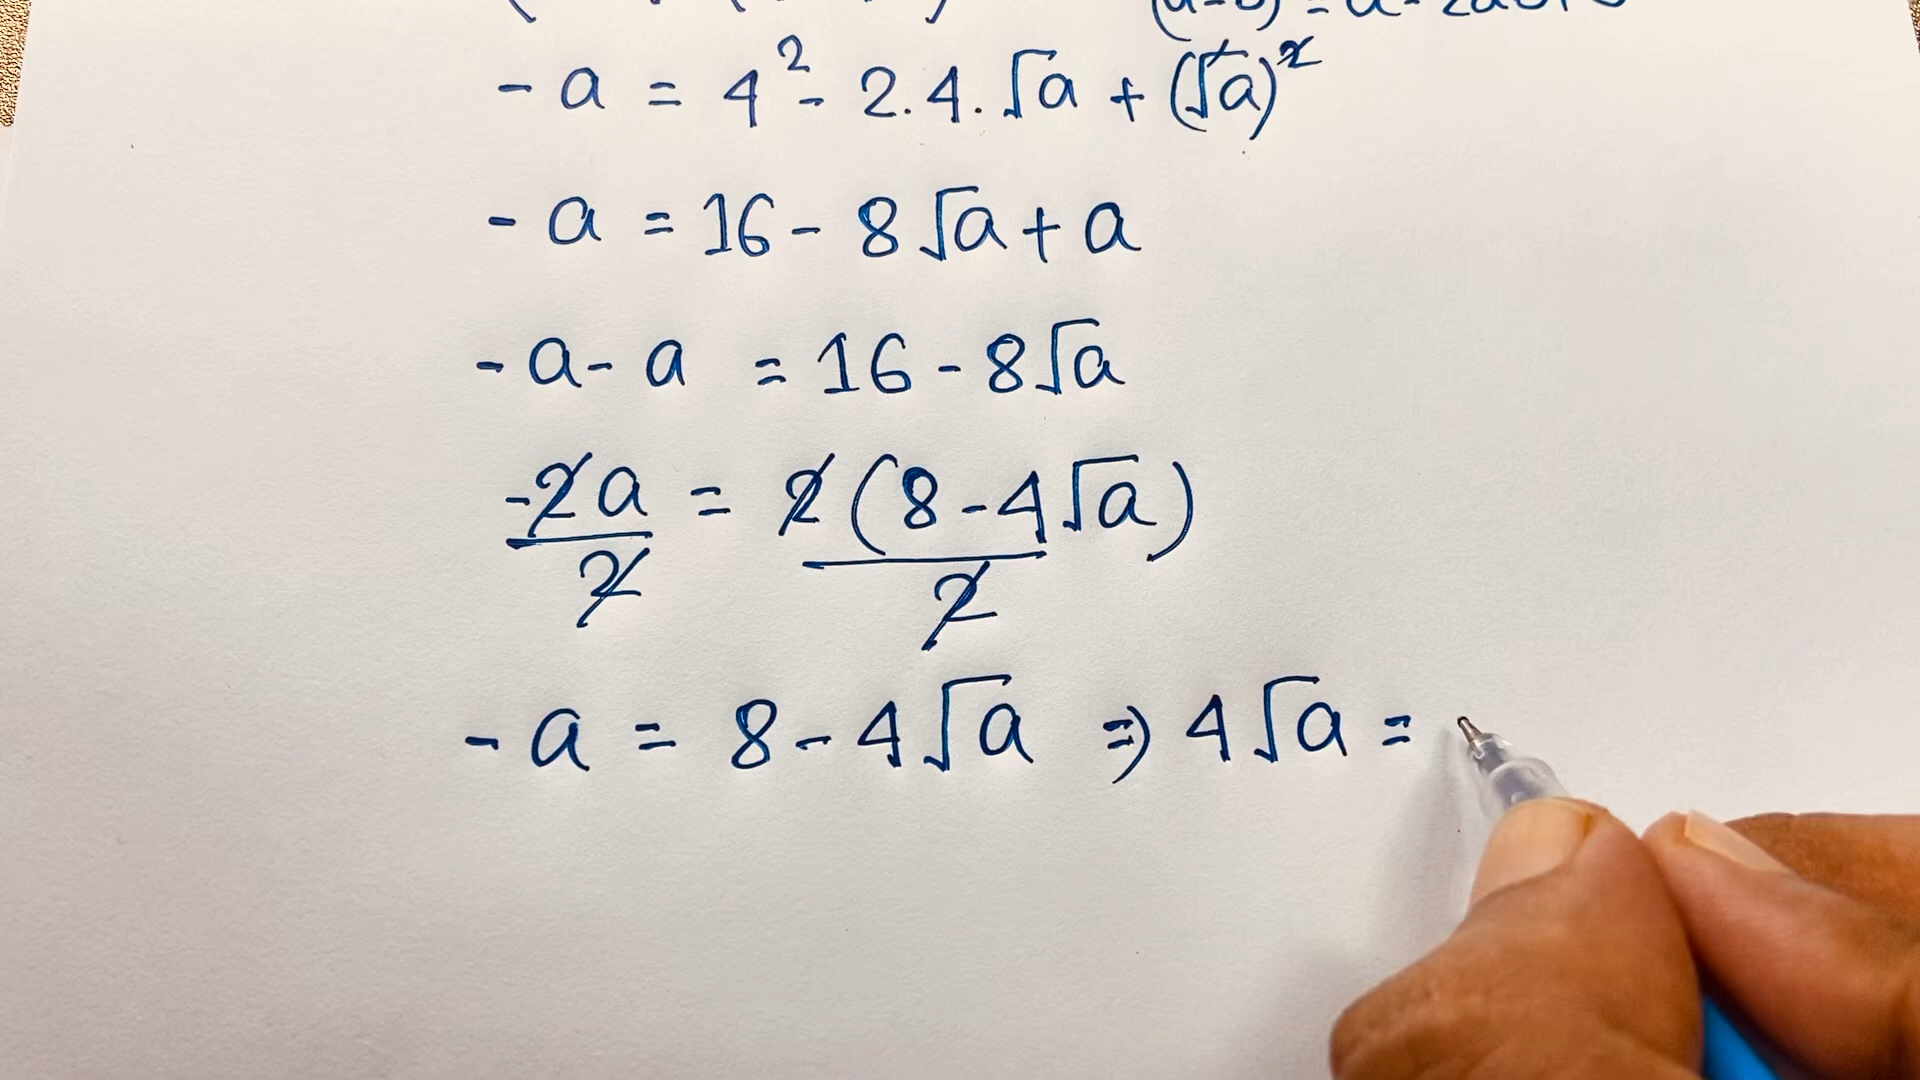 - a = 4² - 2.4.√a + (√a)²
- a = 16 - 8√a + a
- a - a = 16 - 8√a
-2a/2 = 2(8 - 4√a)/2
- a = 8 - 4√a ⇒ 4√a =